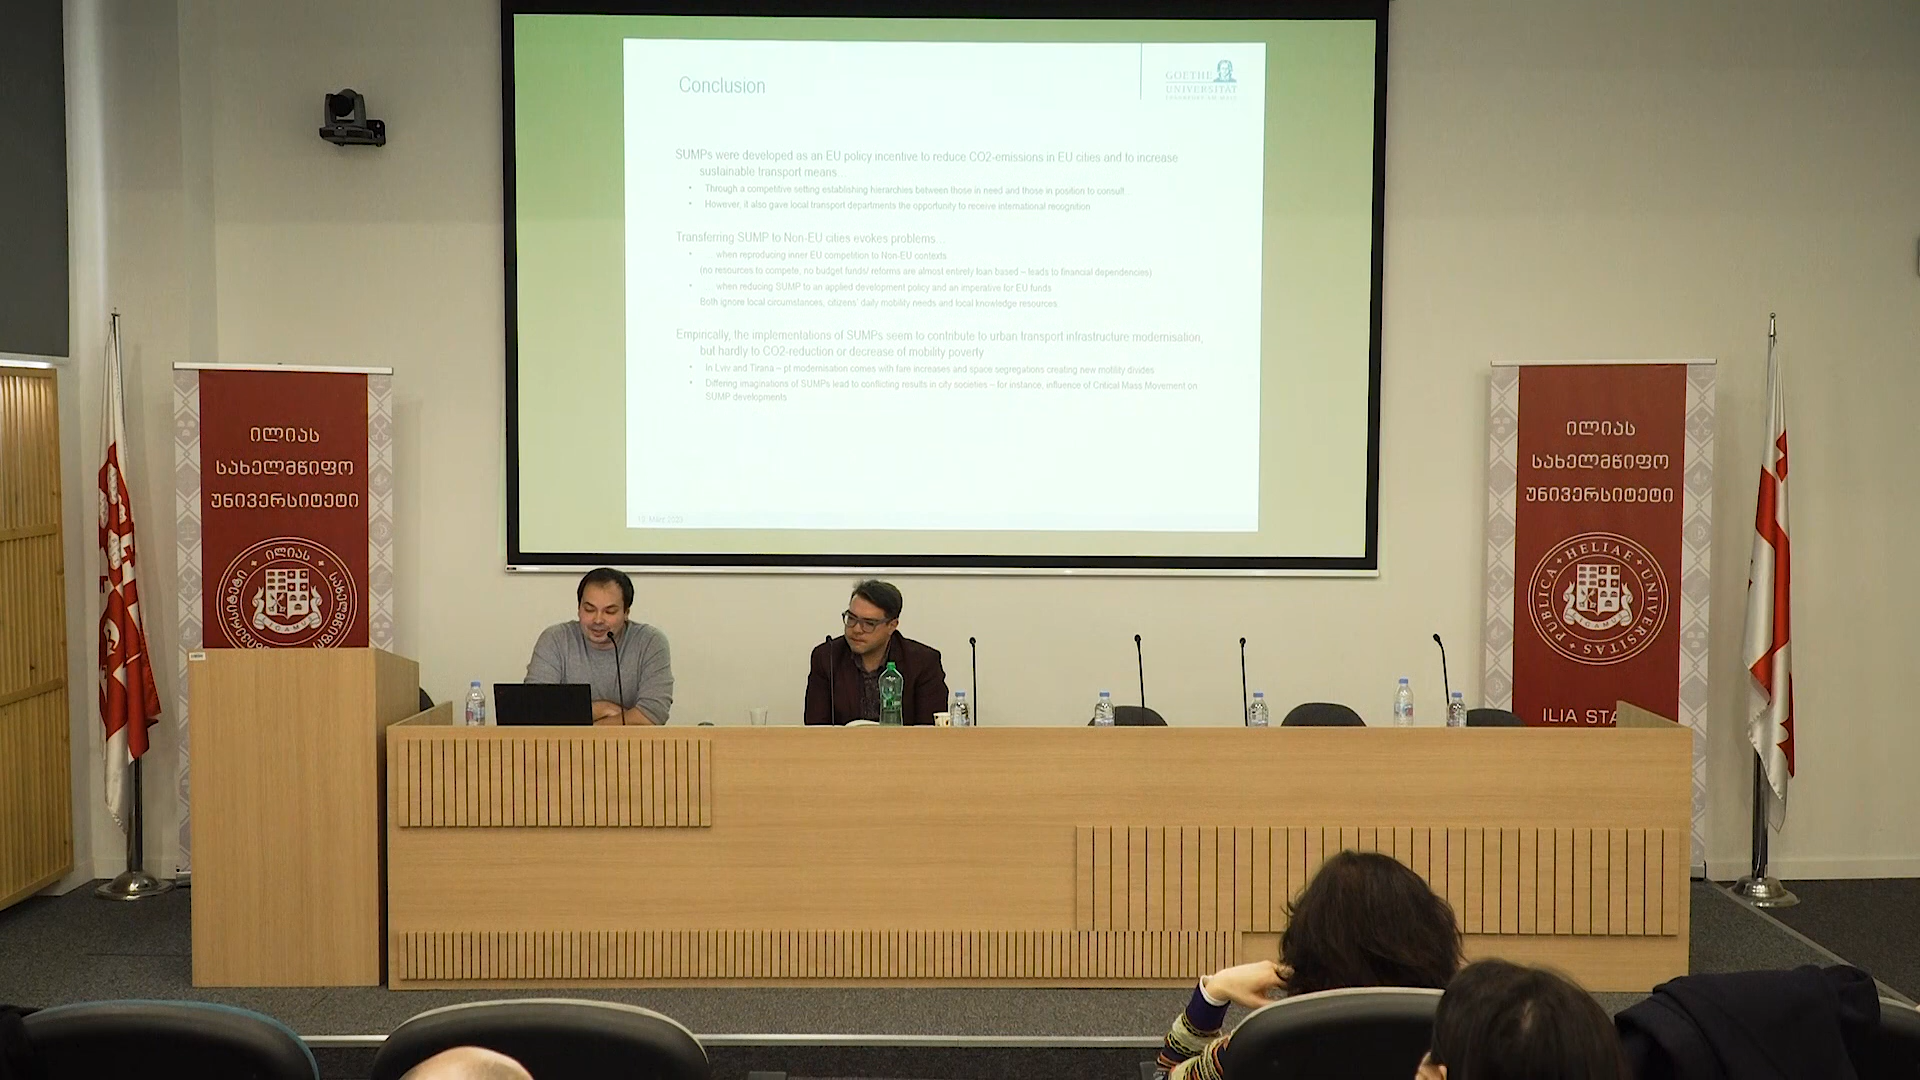 Conclusion
GOETHE
UNIVERSITÄT
FRANKFURT AM MAIN
SUMPs were developed as an EU policy incentive to reduce CO2-emissions in EU cities and to increase
sustainable transport means…
• Through a competitive setting establishing hierarchies between those in need and those in position to consult…
• However, it also gave local transport departments the opportunity to receive international recognition
Transferring SUMP to Non-EU cities evokes problems…
• …when reproducing inner EU competition to Non-EU contexts
(no resources to compete, no budget funds/ reforms are almost entirely loan based – leads to financial dependencies)
• …when reducing SUMP to an applied development policy and an imperative for EU funds
Both ignore local circumstances, citizens' daily mobility needs and local knowledge resources
Empirically, the implementations of SUMPs seem to contribute to urban transport infrastructure modernisation,
but hardly to CO2-reduction or decrease of mobility poverty
• In Lviv and Tirana – pt modernisation comes with fare increases and space segregations creating new motility divides
• Differing imaginations of SUMPs lead to conflicting results in city societies – for instance, influence of Critical Mass Movement on
SUMP developments
ილიას
სახელმწიფო
უნივერსიტეტი
ილიას სახელმწიფო უნივერსიტეტი
IGAMUS
ილიას
სახელმწიფო
უნივერსიტეტი
HELIAE UNIVERSITAS PUBLICA
IGAMUS
ILIA STA